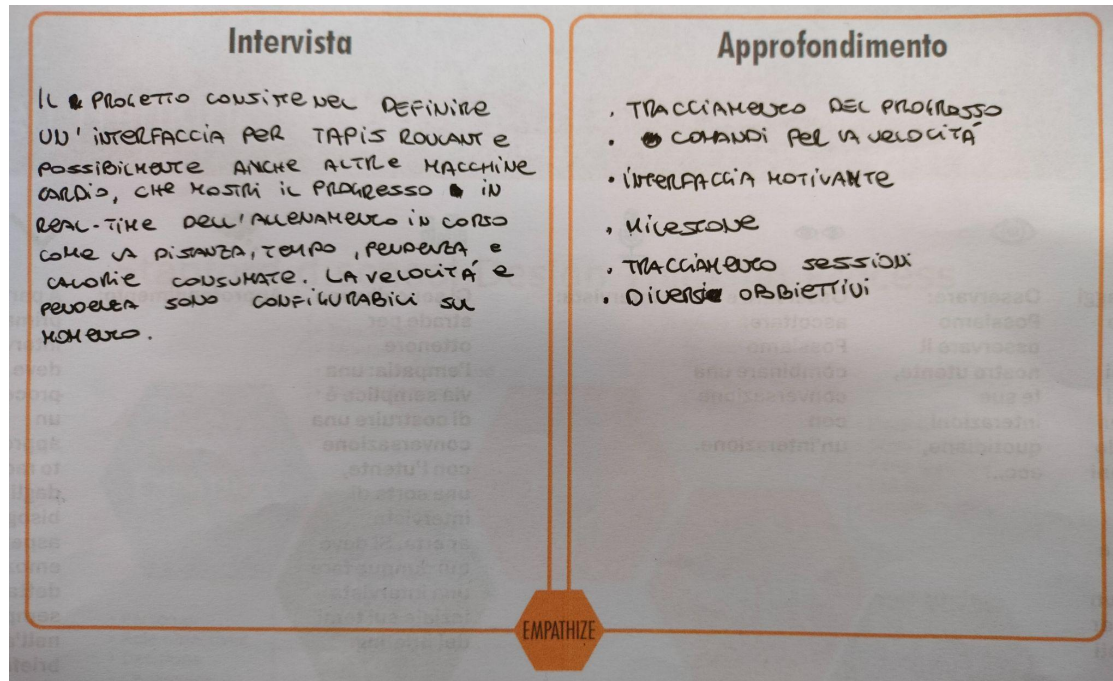 Intervista
IL PROGETTO CONSISTE NEL DEFINIRE
UN' INTERFACCIA PER TAPIS ROULANT E
POSSIBILMENTE ANCHE ALTRE MACCHINE
CARDIO, CHE MOSTRI IL PROGRESSO IN
REAL-TIME DELL'ALLENAMENTO IN CORSO
COME LA DISTANZA, TEMPO, PENDENZA E
CALORIE CONSUMATE. LA VELOCITÁ E
PENDENZA SONO CONFIGURABILI SUL
MOMENTO.
Approfondimento
. TRACCIAMENTO DEL PROGRESSO
. COMANDI PER LA VELOCITÁ
. INTERFACCIA MOTIVANTE
. MILESTONE
. TRACCIAMENTO SESSIONI
. DIVERSI OBBIETTIVI
EMPATHIZE